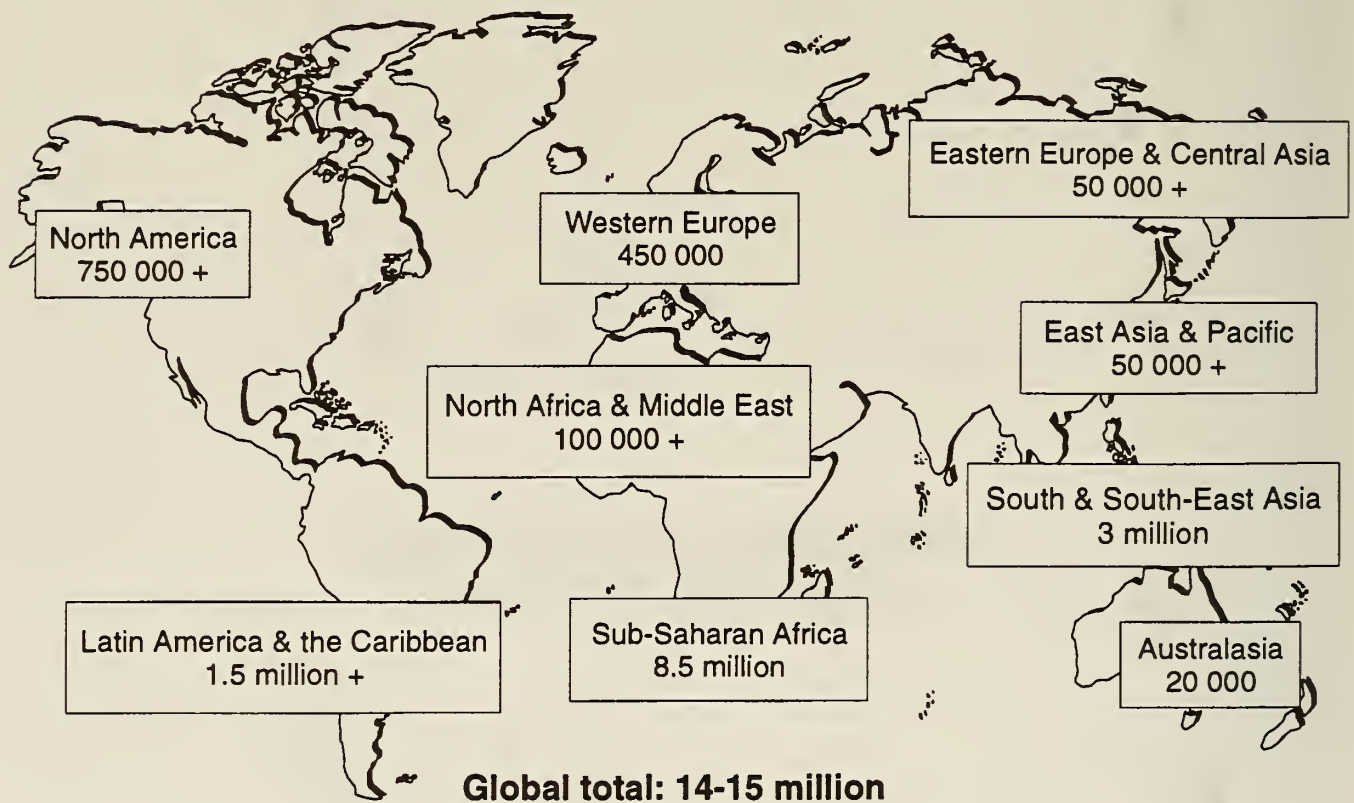 Eastern Europe & Central Asia
50 000 +
Western Europe
450 000
North America
750 000 +
East Asia & Pacific
50 000 +
North Africa & Middle East
100 000 +
South & South-East Asia
3 million
Latin America & the Caribbean
1.5 million +
Sub-Saharan Africa
8.5 million
Australasia
20 000
Global total: 14-15 million